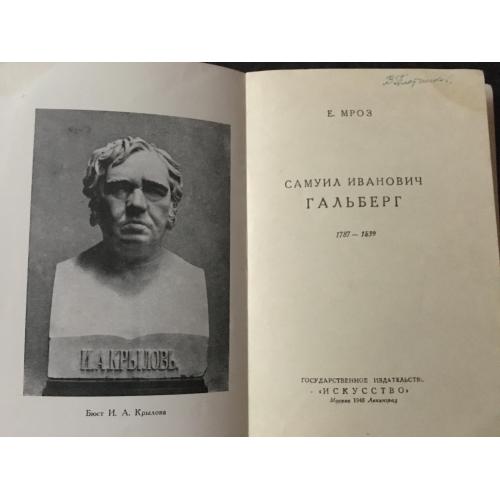 И.А.КРЫЛОВЪ.
Бюст И. А. Крылова
Е. МРОЗ
САМУИЛ ИВАНОВИЧ
ГАЛЬБЕРГ
1787 — 1839
ГОСУДАРСТВЕННОЕ ИЗДАТЕЛЬСТВО
«ИСКУССТВО»
Москва 1948 Ленинград